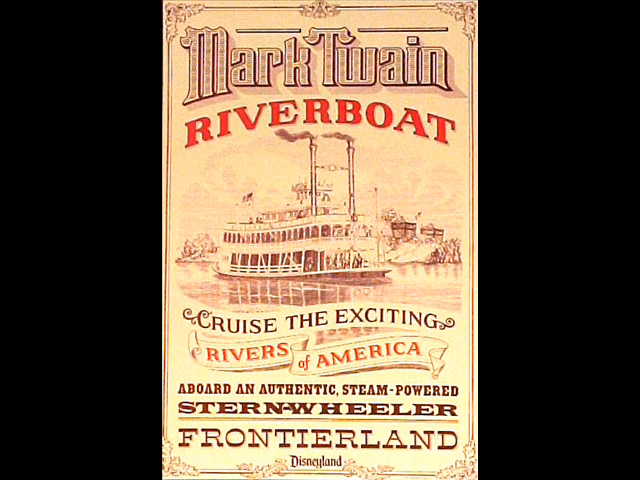 Mark Twain
RIVERBOAT
CRUISE THE EXCITING
RIVERS of AMERICA
ABOARD AN AUTHENTIC, STEAM-POWERED
STERN-WHEELER
FRONTIERLAND
Disneyland